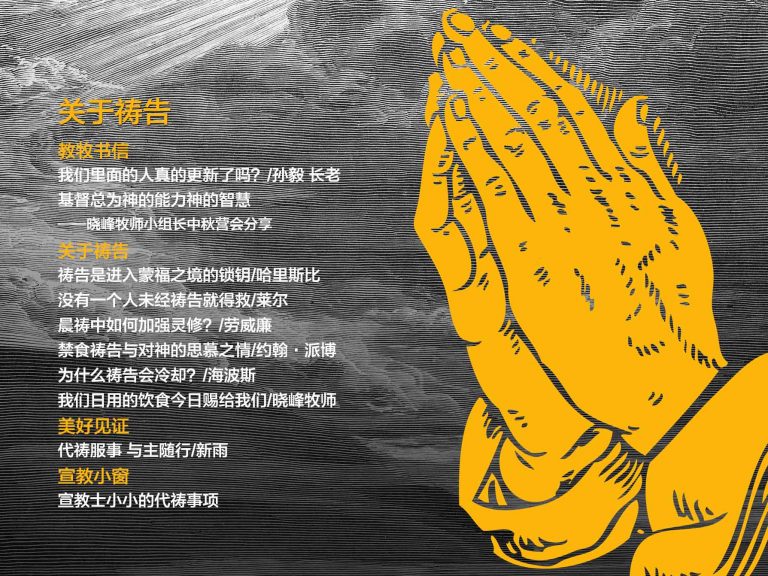 关于祷告
教牧书信
我们里面的人真的更新了吗？/孙毅 长老
基督总为神的能力神的智慧
——晓峰牧师小组长中秋营会分享
关于祷告
祷告是进入蒙福之境的锁钥/哈里斯比
没有一个人未经祷告就得救/莱尔
晨祷中如何加强灵修？/劳威廉
禁食祷告与对神的思慕之情/约翰·派博
为什么祷告会冷却？/海波斯
我们日用的饮食今日赐给我们/晓峰牧师
美好见证
代祷服事 与主随行/新雨
宣教小窗
宣教士小小的代祷事项